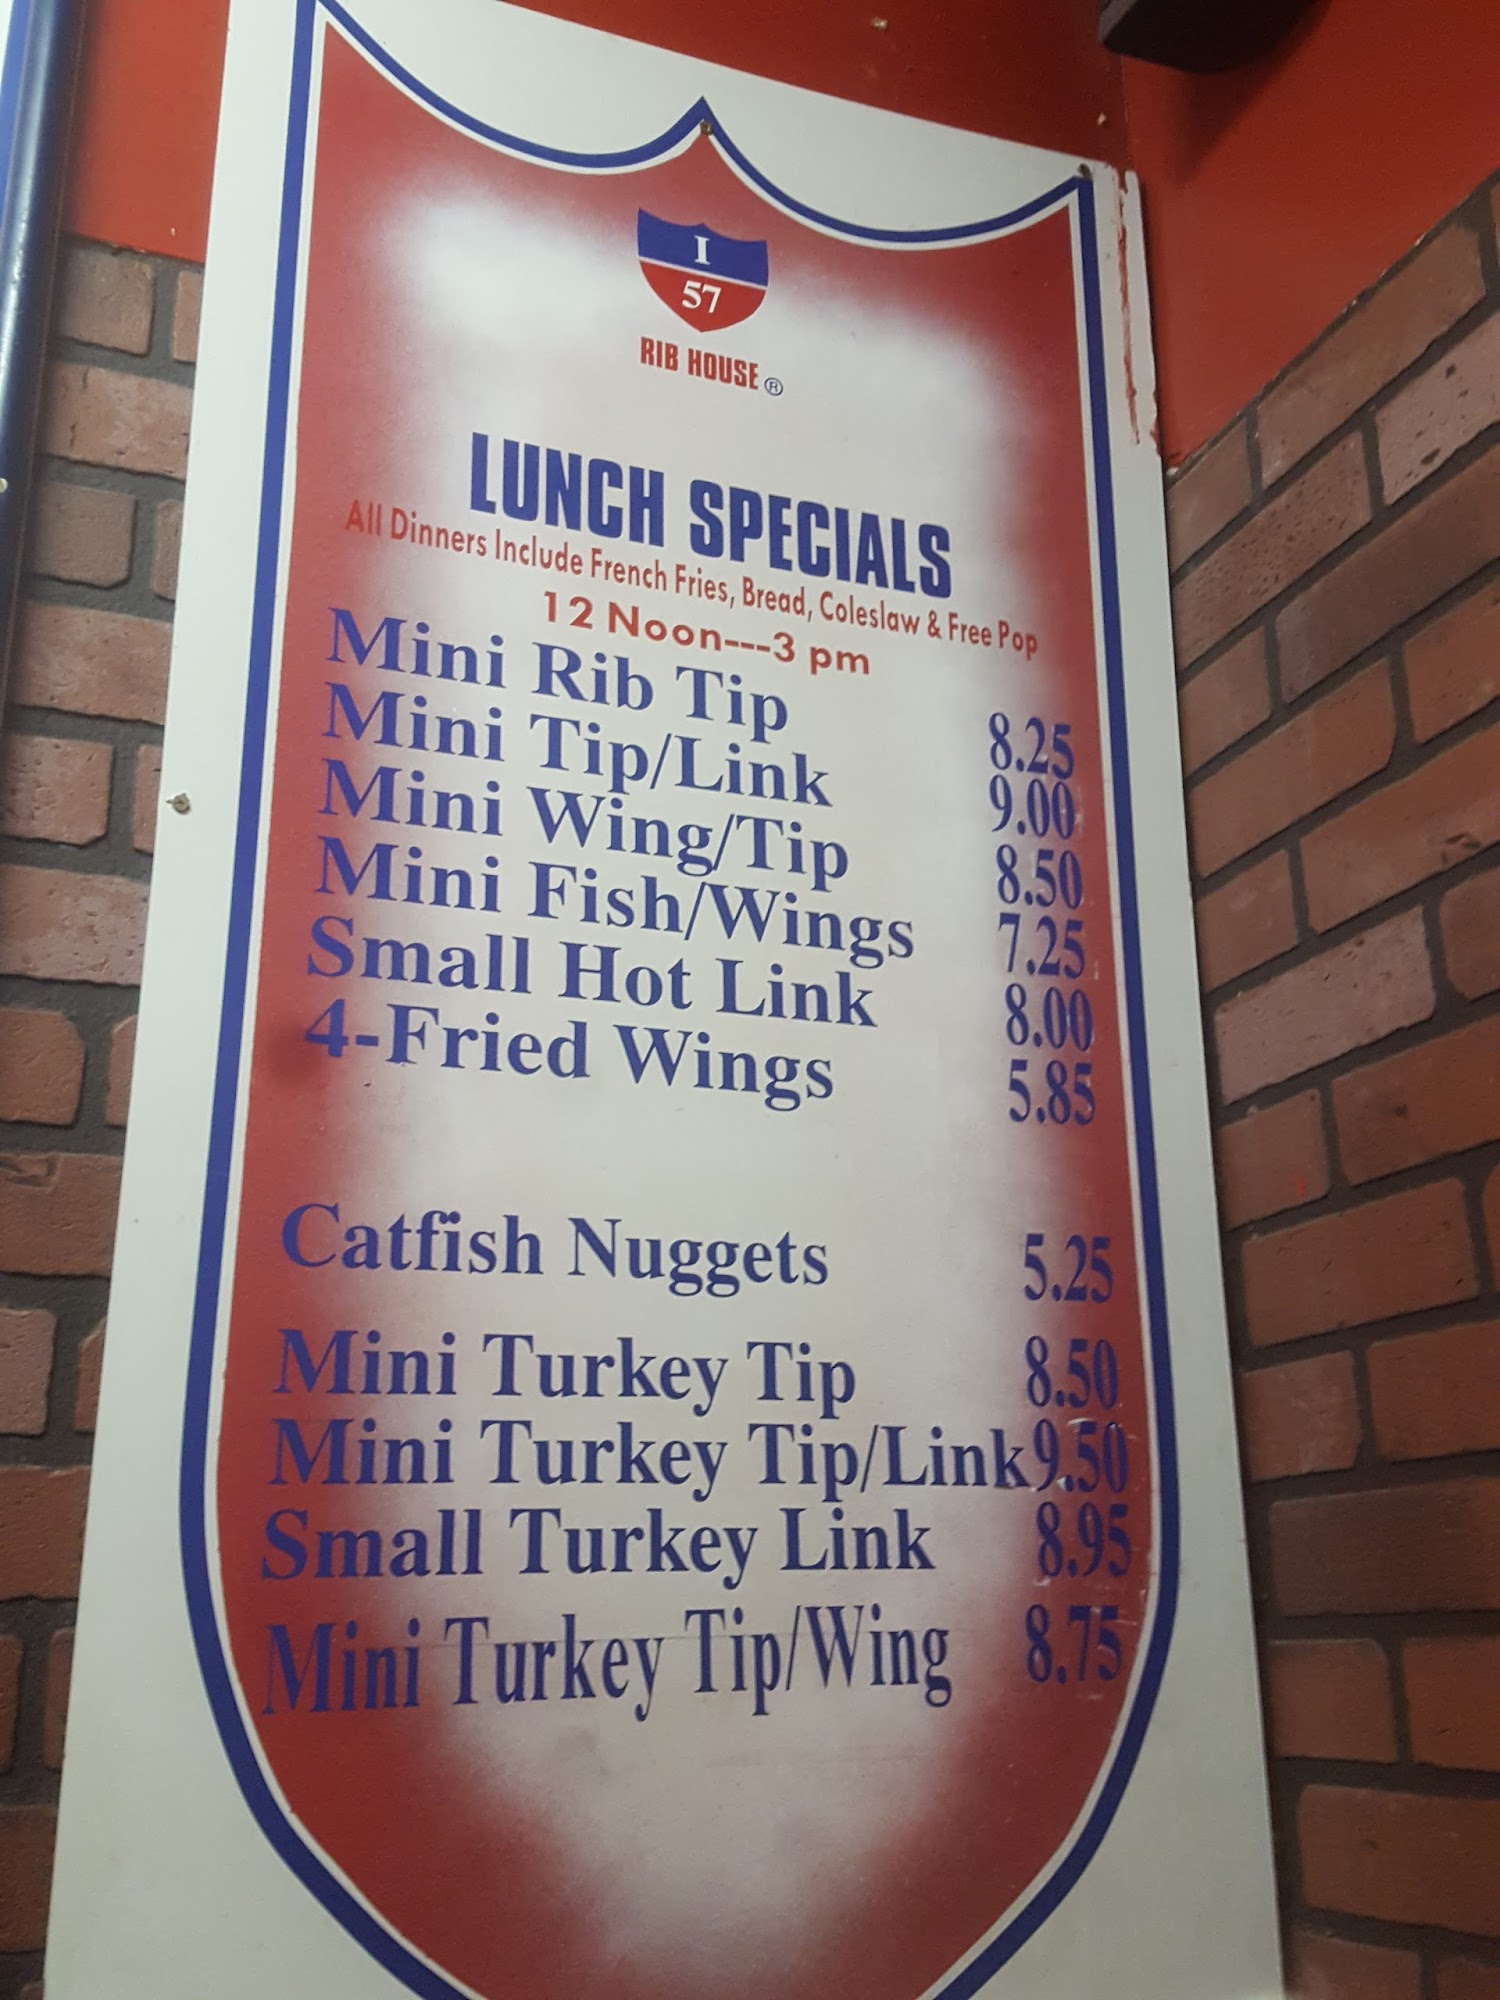 I
57
RIB HOUSE ®
LUNCH SPECIALS
All Dinners Include French Fries, Bread, Coleslaw & Free Pop
12 Noon---3 pm
Mini Rib Tip 8.25
Mini Tip/Link 9.00
Mini Wing/Tip 8.50
Mini Fish/Wings 7.25
Small Hot Link 8.00
4-Fried Wings 5.85
Catfish Nuggets 5.25
Mini Turkey Tip 8.50
Mini Turkey Tip/Link 9.50
Small Turkey Link 8.95
Mini Turkey Tip/Wing 8.75